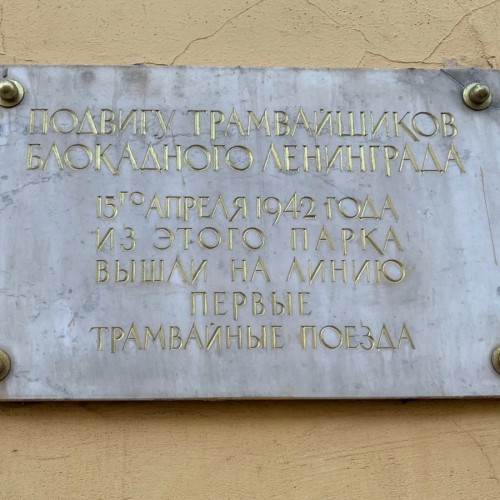 ПОДВИГУ ТРАМВАЙЩИКОВ
БЛОКАДНОГО ЛЕНИНГРАДА
15ГО АПРЕЛЯ 1942 ГОДА
ИЗ ЭТОГО ПАРКА
ВЫШЛИ НА ЛИНИЮ
ПЕРВЫЕ
ТРАМВАЙНЫЕ ПОЕЗДА